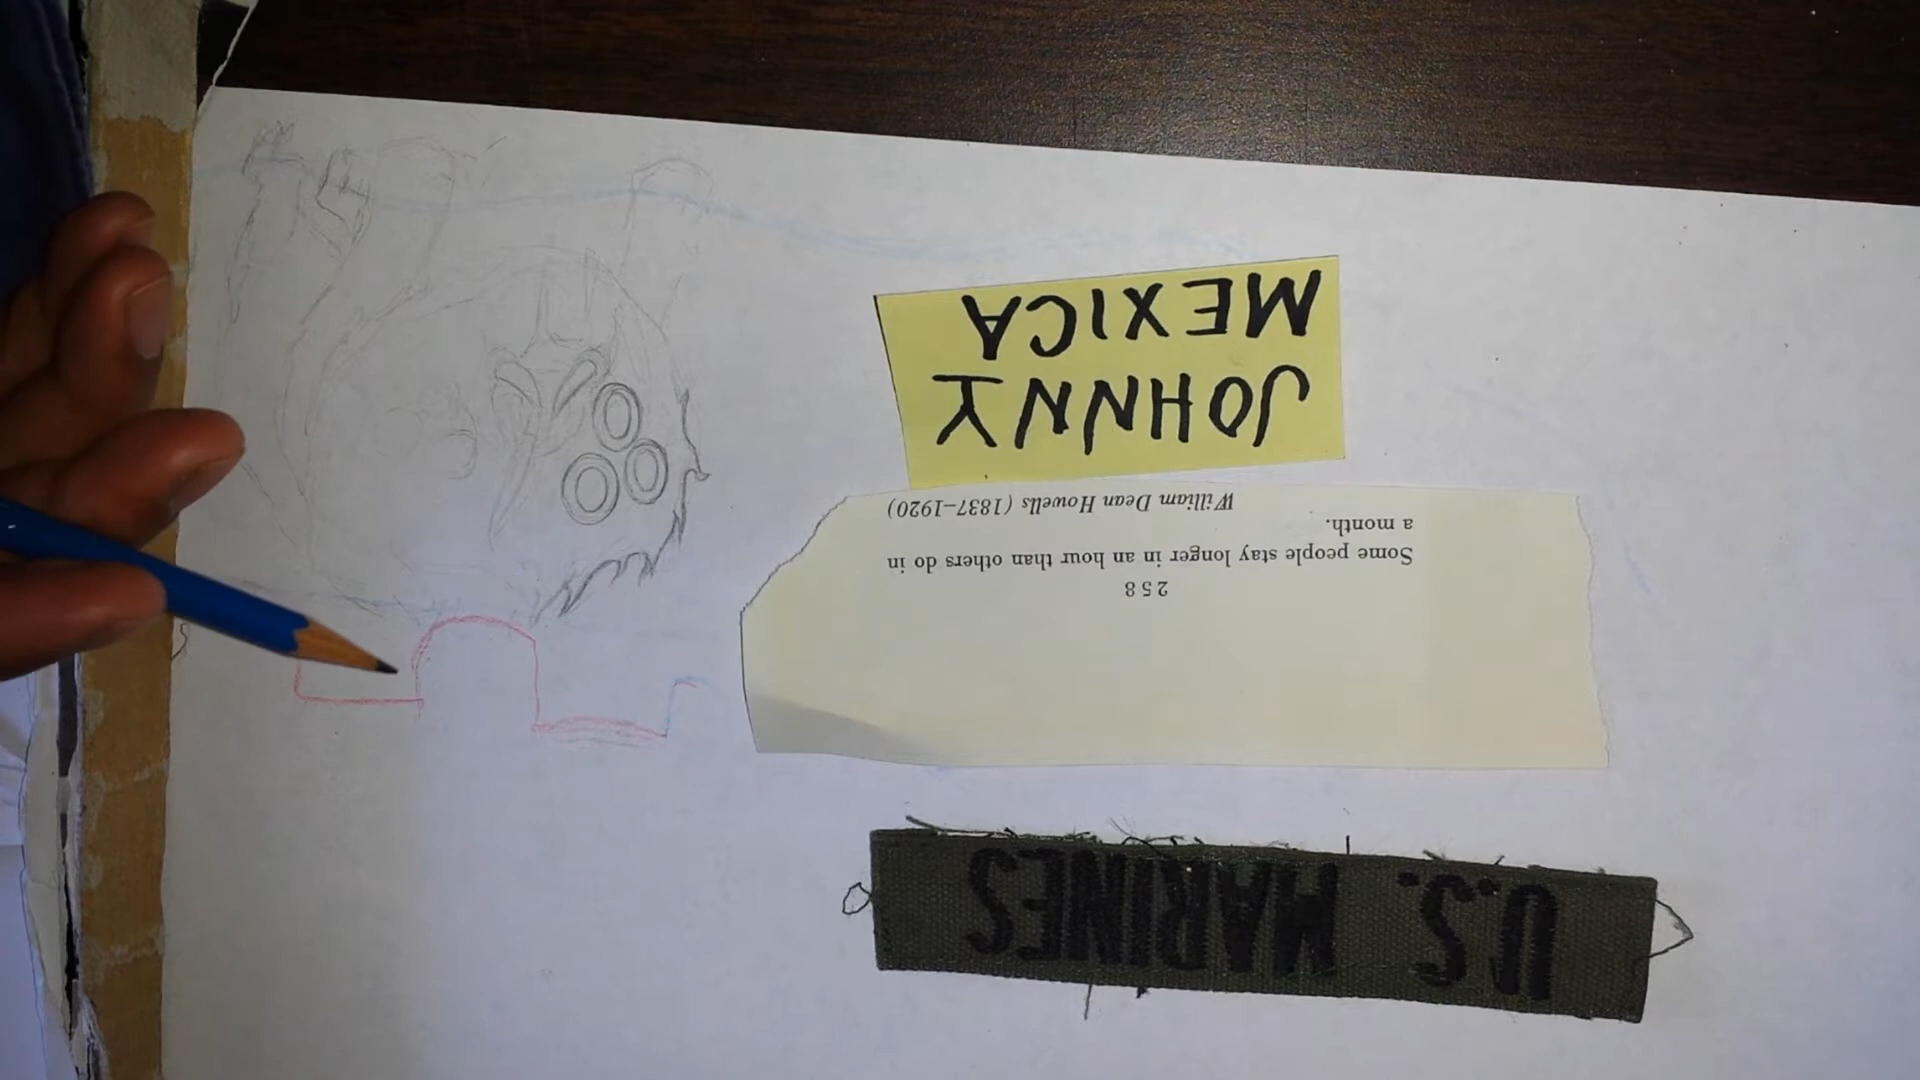 U.S. MARINES
258
Some people stay longer in an hour than others do in
a month.
William Dean Howells (1837–1920)
JOHNNY
MEXICA